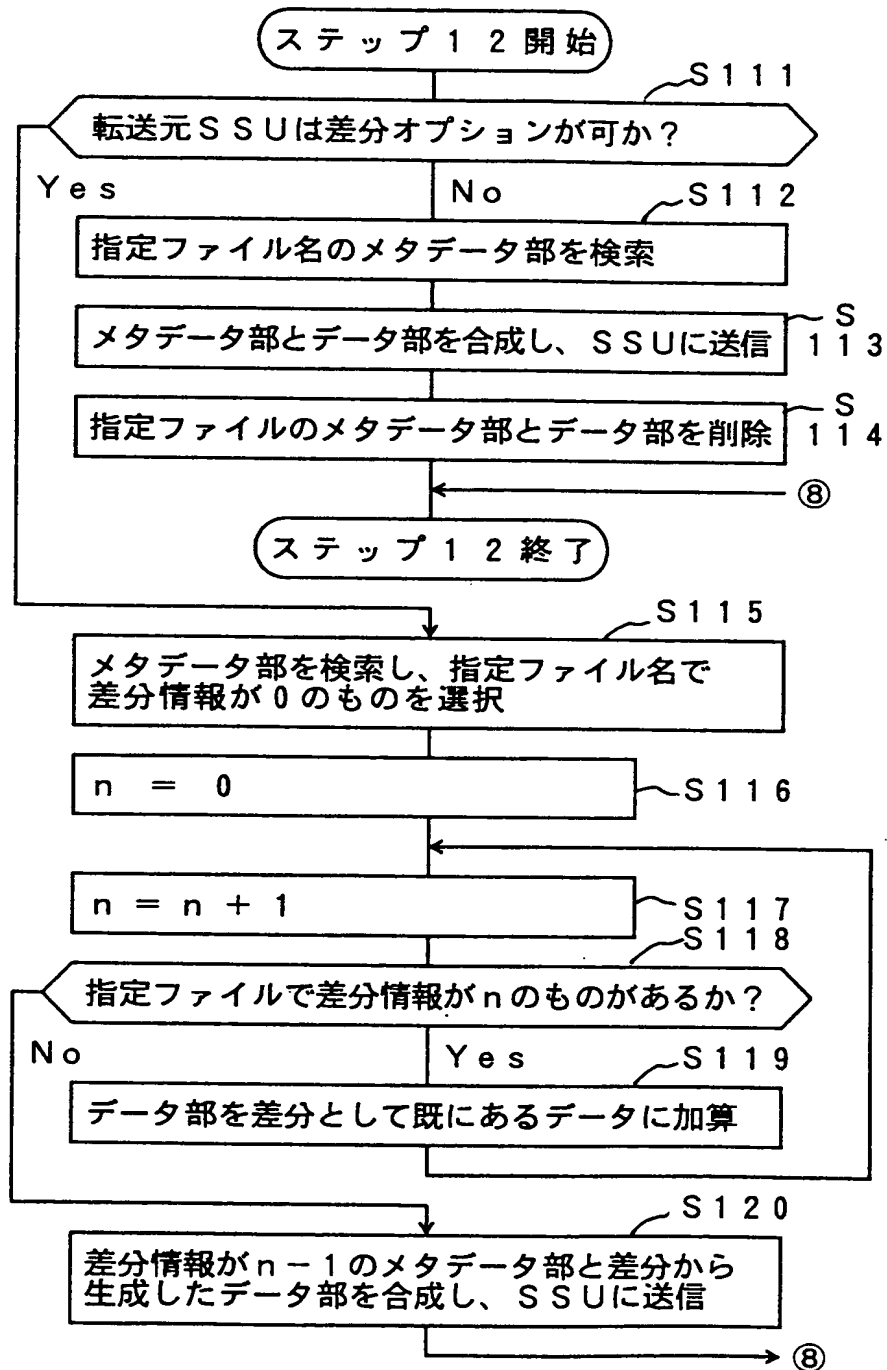 ステップ12開始
S111
転送元SSUは差分オプションが可か？
Yes
No
S112
指定ファイル名のメタデータ部を検索
メタデータ部とデータ部を合成し、SSUに送信
S
113
指定ファイルのメタデータ部とデータ部を削除
S
114
⑧
ステップ12終了
S115
メタデータ部を検索し、指定ファイル名で
差分情報が0のものを選択
n = 0
S116
n = n + 1
S117
S118
指定ファイルで差分情報がnのものがあるか？
No
Yes
S119
データ部を差分として既にあるデータに加算
S120
差分情報がn－1のメタデータ部と差分から
生成したデータ部を合成し、SSUに送信
⑧